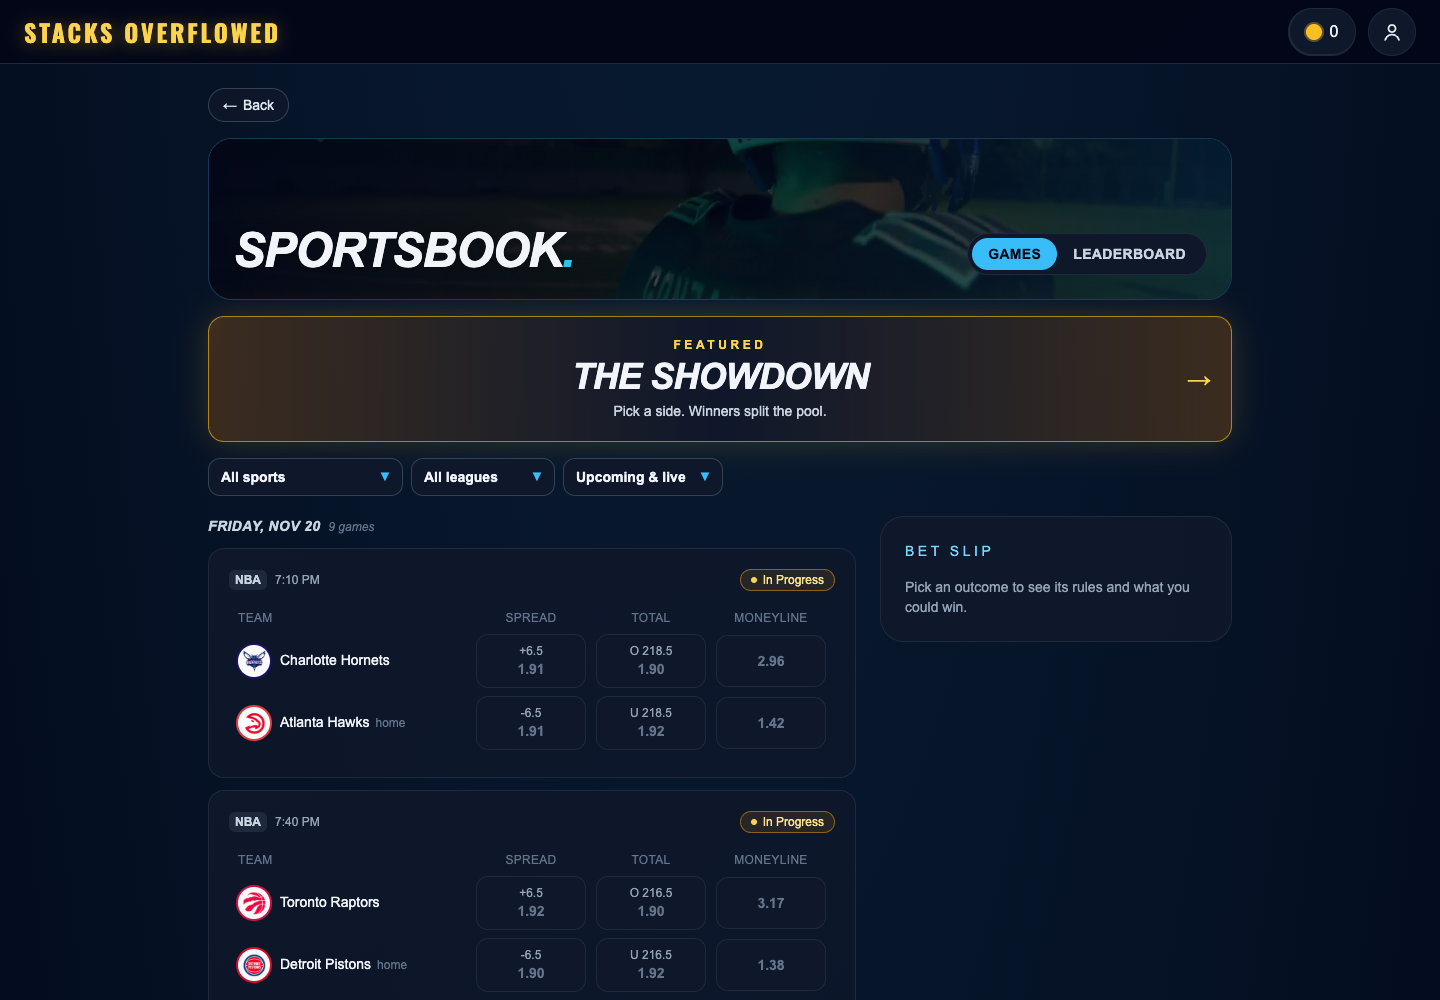 STACKS OVERFLOWED
0
← Back
SPORTSBOOK.
GAMES
LEADERBOARD
FEATURED
THE SHOWDOWN
Pick a side. Winners split the pool.
→
All sports
All leagues
Upcoming & live
FRIDAY, NOV 20 9 games
NBA 7:10 PM
In Progress
TEAM SPREAD TOTAL MONEYLINE
+6.5 O 218.5
Charlotte Hornets 2.96
1.91 1.90
-6.5 U 218.5
Atlanta Hawks home 1.42
1.91 1.92
NBA 7:40 PM
In Progress
TEAM SPREAD TOTAL MONEYLINE
+6.5 O 216.5
Toronto Raptors 3.17
1.92 1.90
-6.5 U 216.5
Detroit Pistons home 1.38
1.90 1.92
BET SLIP
Pick an outcome to see its rules and what you
could win.